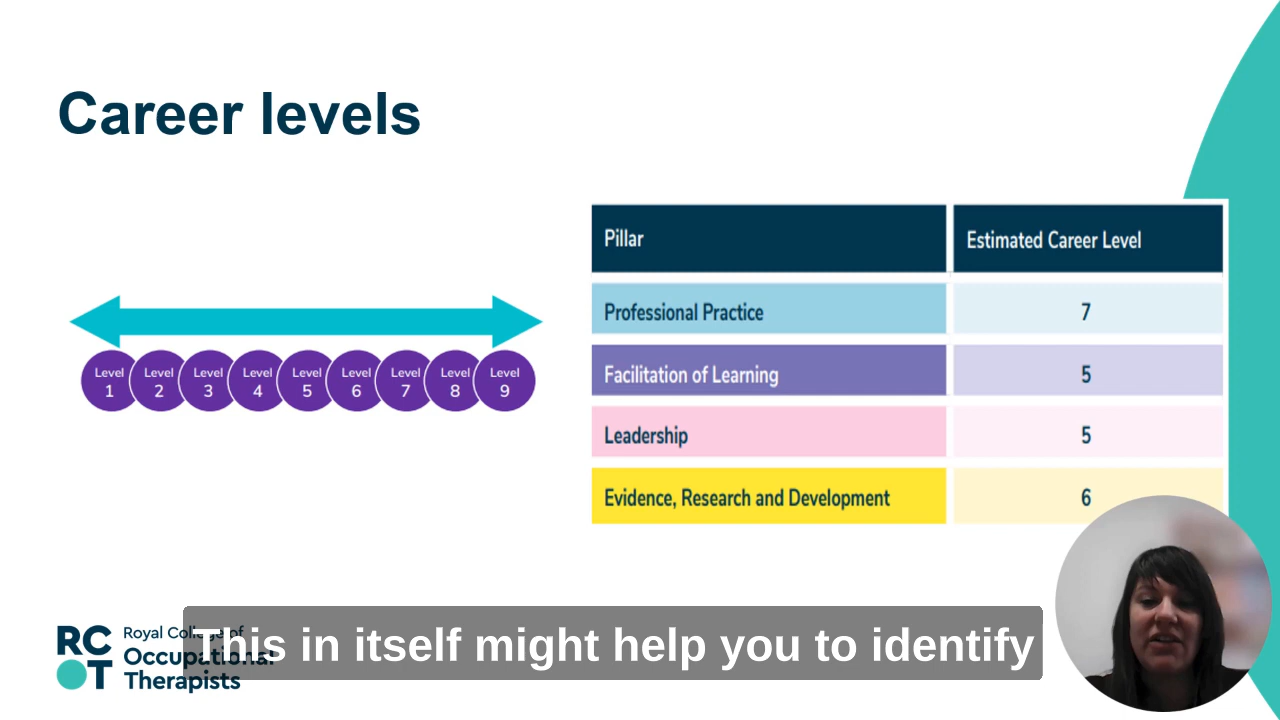 Career levels
Pillar Estimated Career Level
Professional Practice 7
Facilitation of Learning 5
Leadership 5
Evidence, Research and Development 6
Level 1 Level 2 Level 3 Level 4 Level 5 Level 6 Level 7 Level 8 Level 9
RCOT
Royal College of
Occupational
Therapists
This in itself might help you to identify